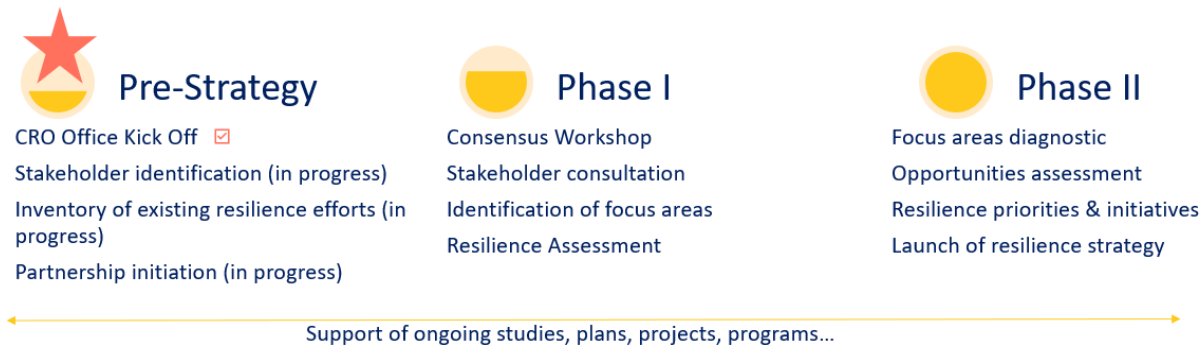 Pre-Strategy
CRO Office Kick Off
Stakeholder identification (in progress)
Inventory of existing resilience efforts (in
progress)
Partnership initiation (in progress)
Phase I
Consensus Workshop
Stakeholder consultation
Identification of focus areas
Resilience Assessment
Phase II
Focus areas diagnostic
Opportunities assessment
Resilience priorities & initiatives
Launch of resilience strategy
Support of ongoing studies, plans, projects, programs…